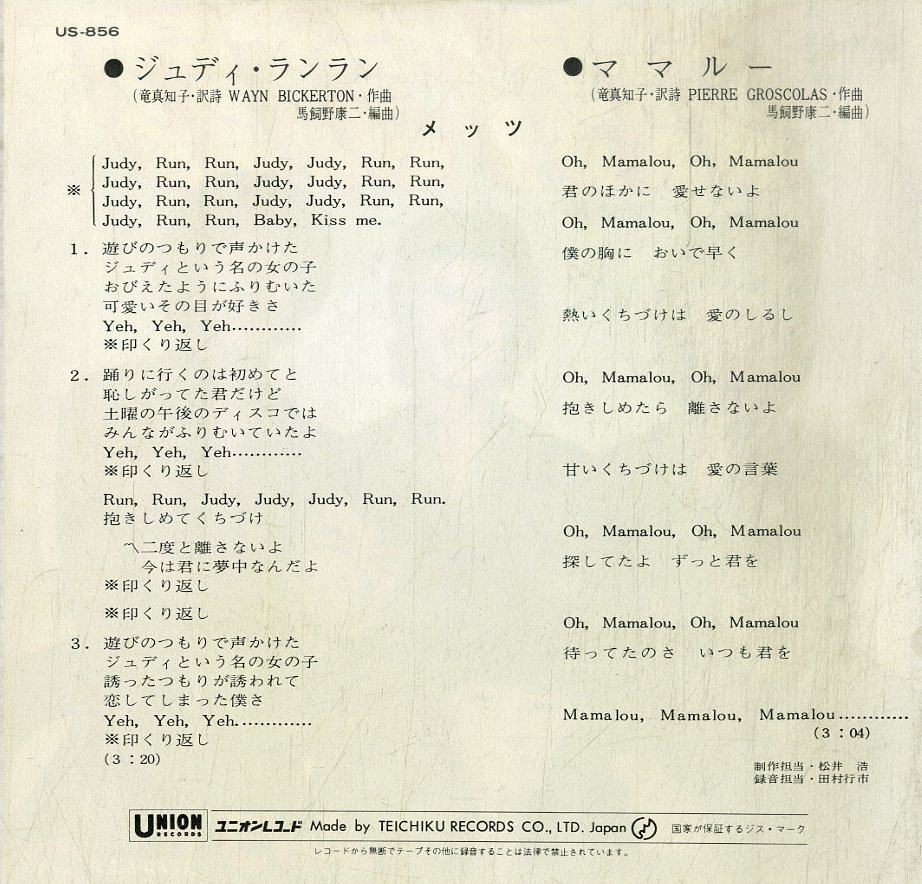 US-856
●ジュディ・ランラン
(竜真知子・訳詩 WAYN BICKERTON・作曲
馬飼野康二・編曲)
メッツ
※
Judy, Run, Run, Judy, Judy, Run, Run,
Judy, Run, Run, Judy, Judy, Run, Run,
Judy, Run, Run, Judy, Judy, Run, Run,
Judy, Run, Run, Baby, Kiss me.
1. 遊びのつもりで声かけた
ジュディという名の女の子
おびえたようにふりむいた
可愛いその目が好きさ
Yeh, Yeh, Yeh…………
※印くり返し
2. 踊りに行くのは初めてと
恥しがってた君だけど
土曜の午後のディスコでは
みんながふりむいていたよ
Yeh, Yeh, Yeh…………
※印くり返し
Run, Run, Judy, Judy, Judy, Run, Run.
抱きしめてくちづけ
〽二度と離さないよ
今は君に夢中なんだよ
※印くり返し
※印くり返し
3. 遊びのつもりで声かけた
ジュディという名の女の子
誘ったつもりが誘われて
恋してしまった僕さ
Yeh, Yeh, Yeh.…………
※印くり返し
(3:20)
●ママルー
(竜真知子・訳詩 PIERRE GROSCOLAS・作曲
馬飼野康二・編曲)
Oh, Mamalou, Oh, Mamalou
君のほかに 愛せないよ
Oh, Mamalou, Oh, Mamalou
僕の胸に おいで早く
熱いくちづけは 愛のしるし
Oh, Mamalou, Oh, Mamalou
抱きしめたら 離さないよ
甘いくちづけは 愛の言葉
Oh, Mamalou, Oh, Mamalou
探してたよ ずっと君を
Oh, Mamalou, Oh, Mamalou
待ってたのさ いつも君を
Mamalou, Mamalou, Mamalou…………
(3:04)
制作担当・松井 浩
録音担当・田村行市
UNION RECORDS ユニオンレコード Made by TEICHIKU RECORDS CO., LTD. Japan 国家が保証するジス・マーク
レコードから無断でテープその他に録音することは法律で禁止されています。